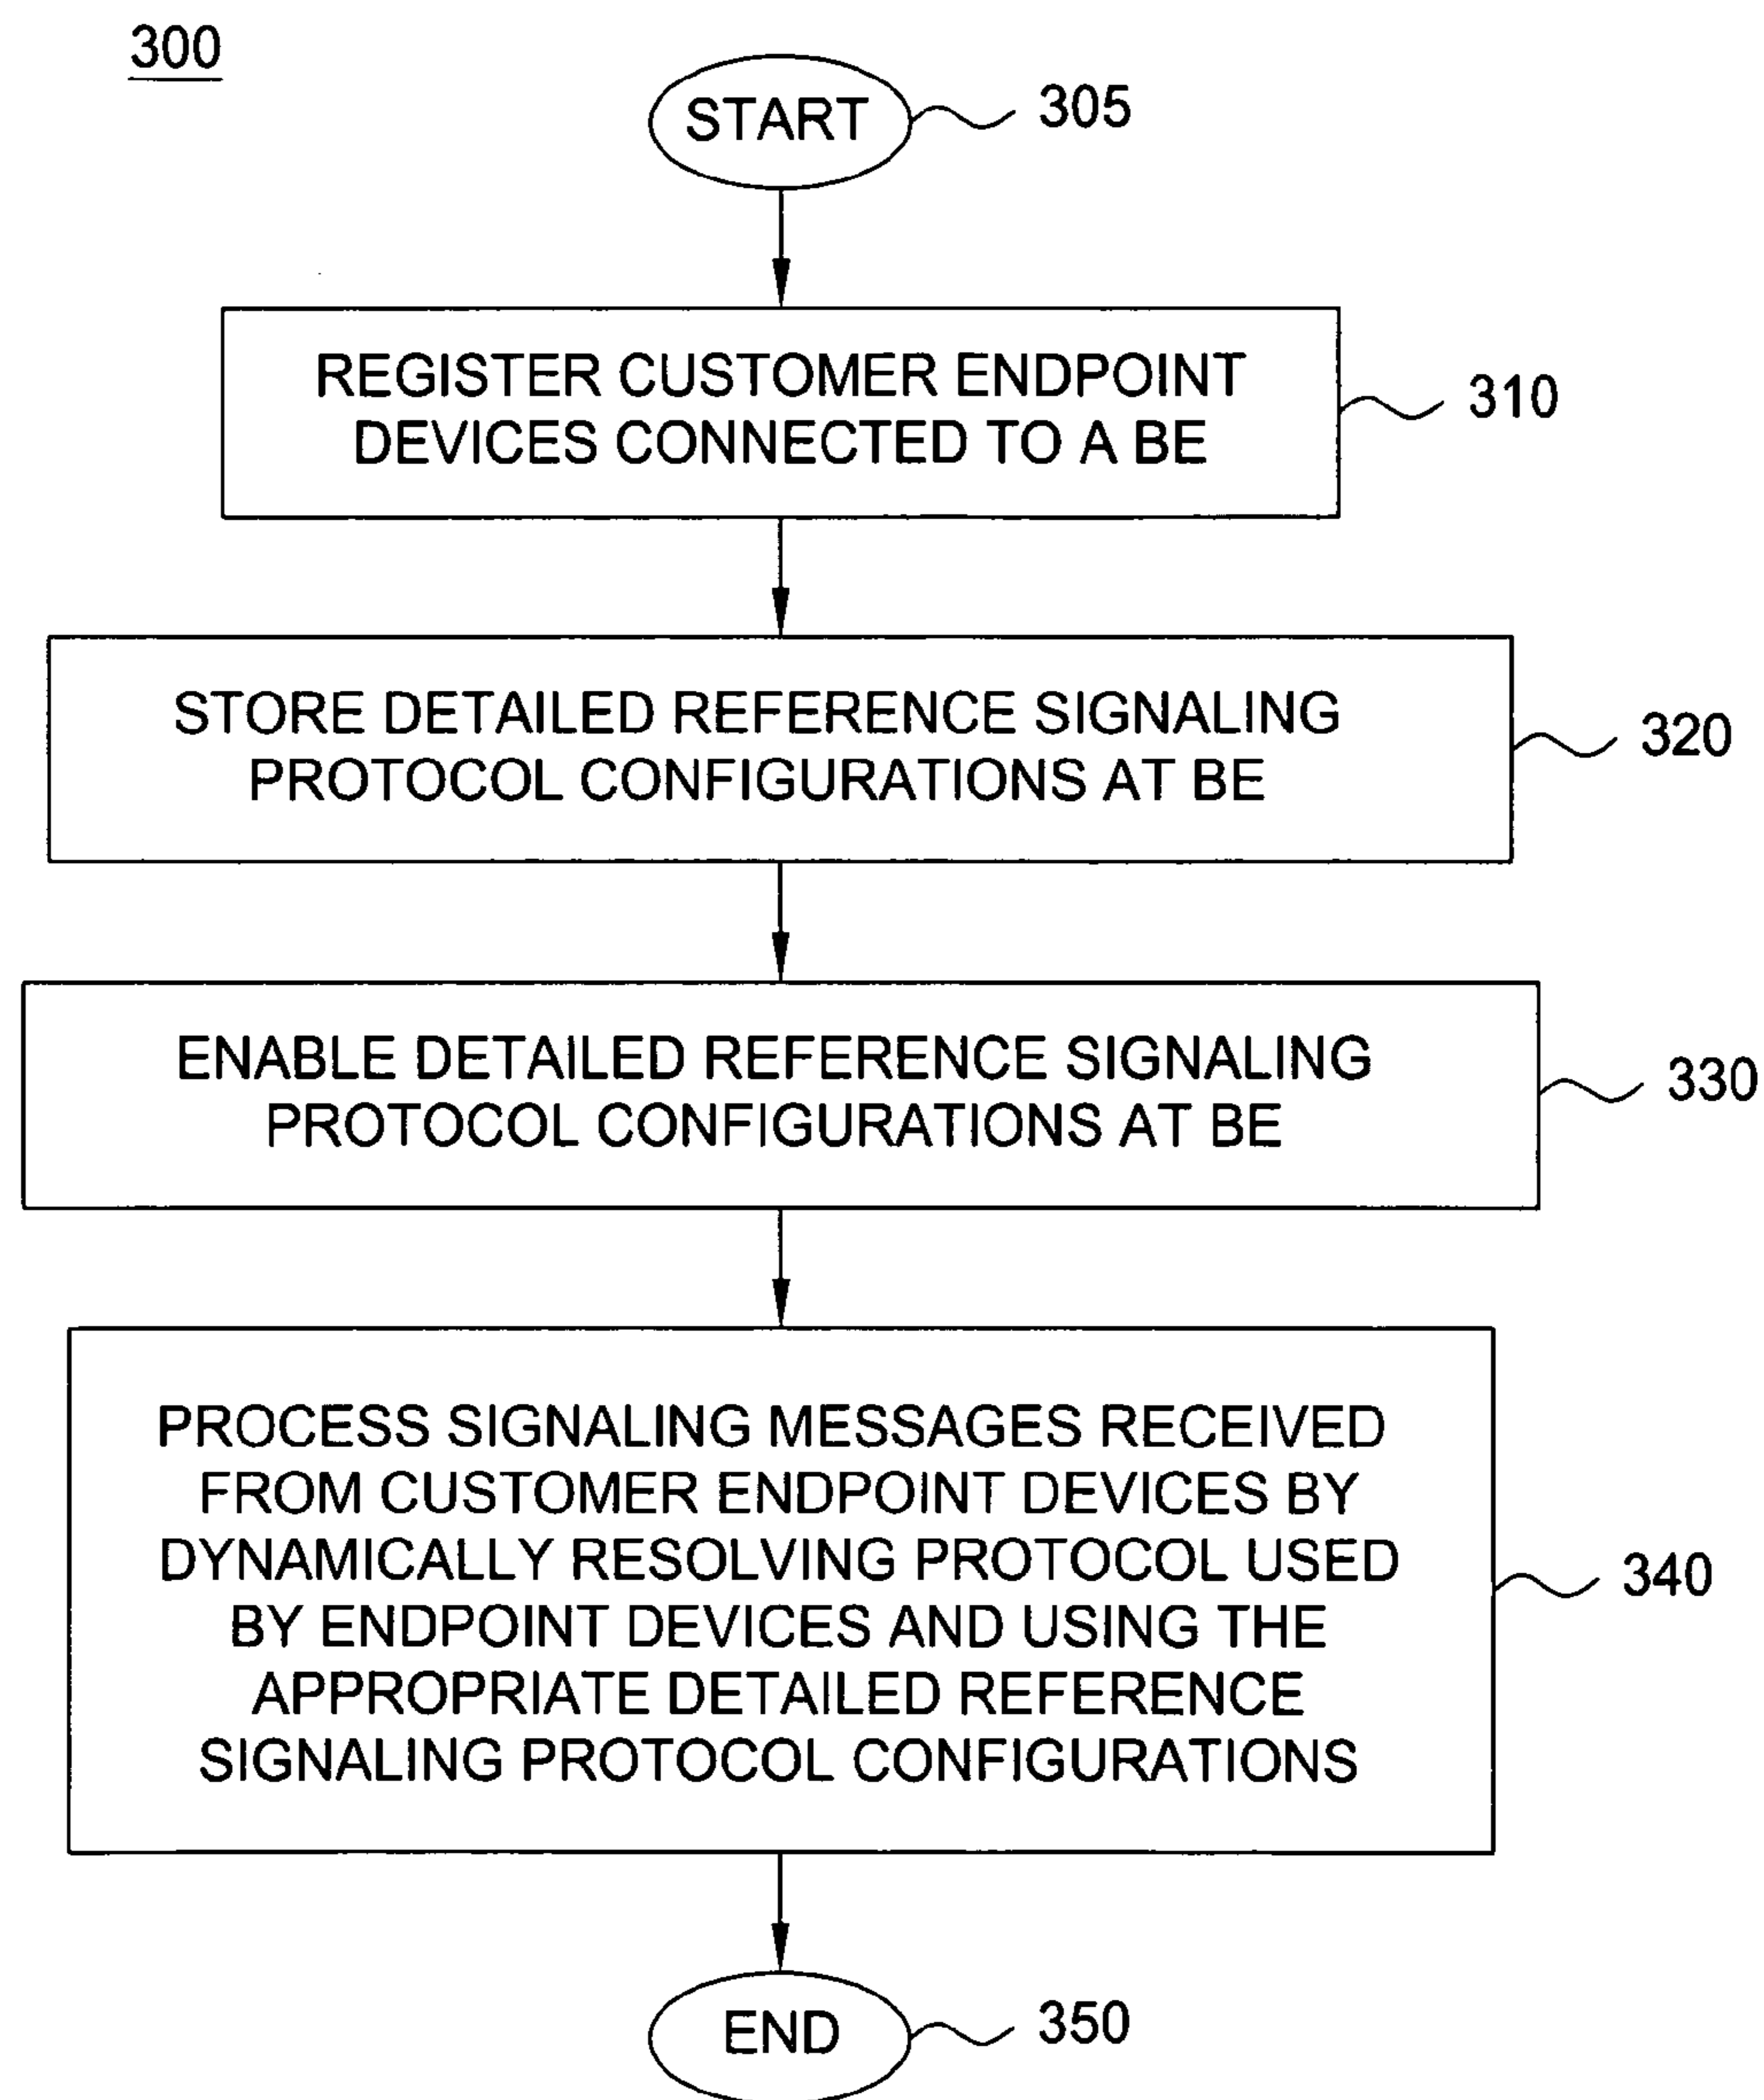 300
START
305
REGISTER CUSTOMER ENDPOINT
DEVICES CONNECTED TO A BE
310
STORE DETAILED REFERENCE SIGNALING
PROTOCOL CONFIGURATIONS AT BE
320
ENABLE DETAILED REFERENCE SIGNALING
PROTOCOL CONFIGURATIONS AT BE
330
PROCESS SIGNALING MESSAGES RECEIVED
FROM CUSTOMER ENDPOINT DEVICES BY
DYNAMICALLY RESOLVING PROTOCOL USED
BY ENDPOINT DEVICES AND USING THE
APPROPRIATE DETAILED REFERENCE
SIGNALING PROTOCOL CONFIGURATIONS
340
END
350